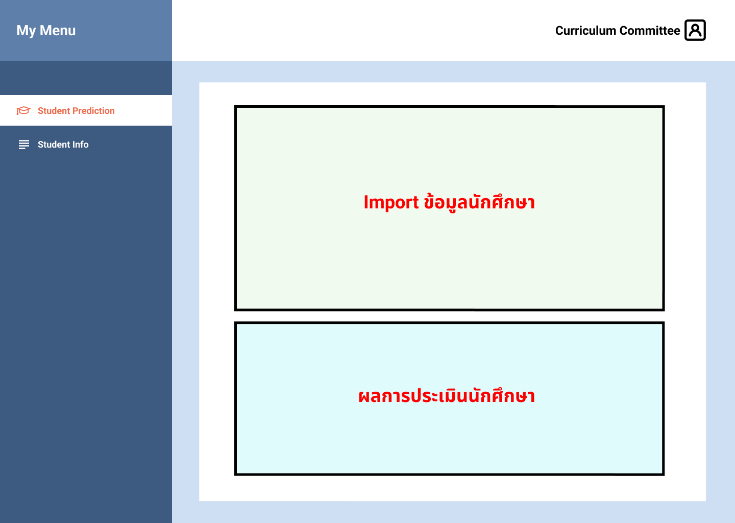 My Menu
Curriculum Committee
Student Prediction
Student Info
Import ข้อมูลนักศึกษา
ผลการประเมินนักศึกษา